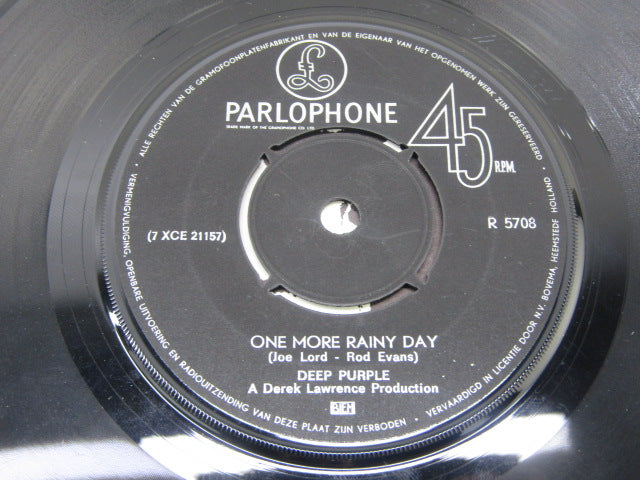 ALLE RECHTEN VAN DE GRAMOFOONPLATENFABRIKANT EN VAN DE EIGENAAR VAN HET OPGENOMEN WERK ZIJN GERESERVEERD
£
PARLOPHONE
TRADE MARK OF THE GRAMOPHONE CO. LTD.
45 R.P.M.
R 5708
(7 XCE 21157)
ONE MORE RAINY DAY
(Joe Lord - Rod Evans)
DEEP PURPLE
A Derek Lawrence Production
VERMENIGVULDIGING, OPENBARE UITVOERING EN RADIOUITZENDING VAN DEZE PLAAT ZIJN VERBODEN • VERVAARDIGD IN LICENTIE DOOR N.V. BOVEMA, HEEMSTEDE HOLLAND